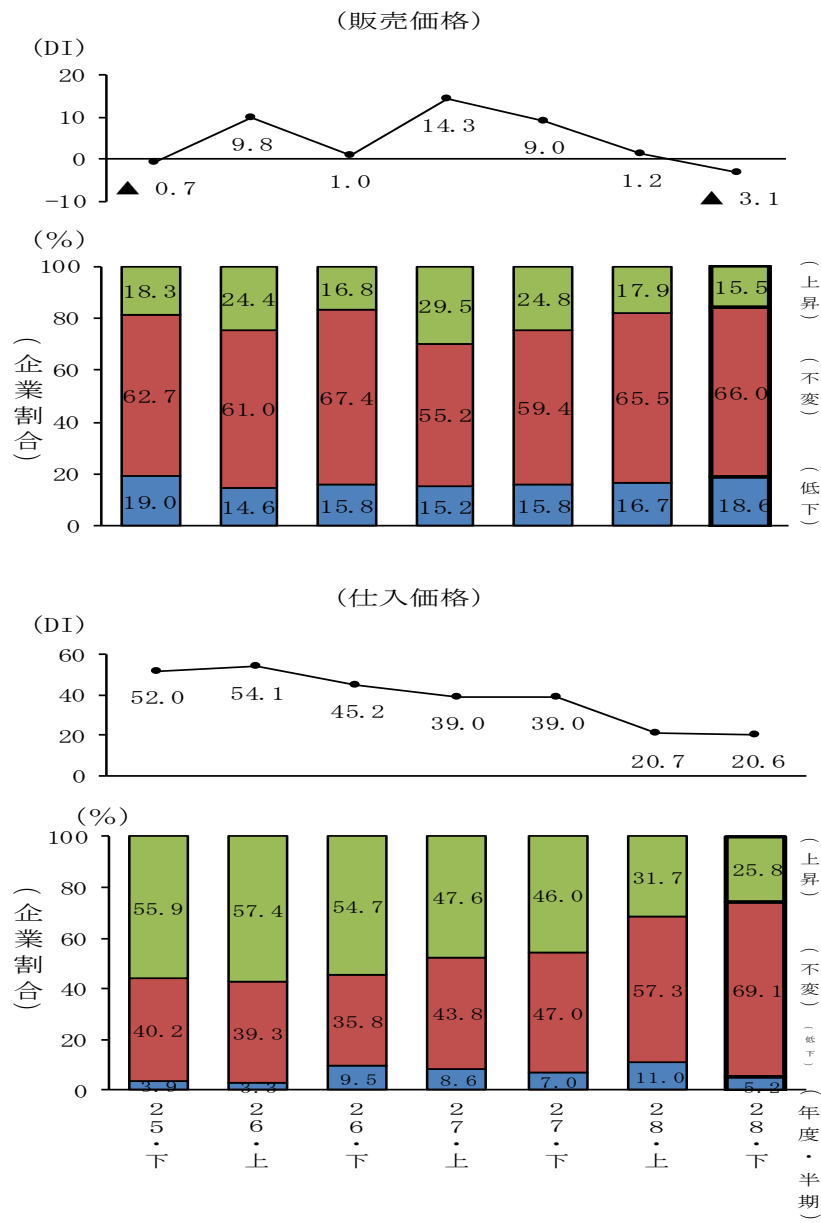 (販売価格)
(DI)
20
10
0
-10
▲ 0.7
9.8
1.0
14.3
9.0
1.2
▲ 3.1
(%)
100
80
60
40
20
0
(企業割合)
18.3 24.4 16.8 29.5 24.8 17.9 15.5
62.7 61.0 67.4 55.2 59.4 65.5 66.0
19.0 14.6 15.8 15.2 15.8 16.7 18.6
(上昇)
(不変)
(低下)
(仕入価格)
(DI)
60
40
20
0
52.0 54.1 45.2 39.0 39.0 20.7 20.6
(%)
100
80
60
40
20
0
(企業割合)
55.9 57.4 54.7 47.6 46.0 31.7 25.8
40.2 39.3 35.8 43.8 47.0 57.3 69.1
3.9 3.3 9.5 8.6 7.0 11.0 5.2
(上昇)
(不変)
(低下)
25・下
26・上
26・下
27・上
27・下
28・上
28・下
(年度・半期)